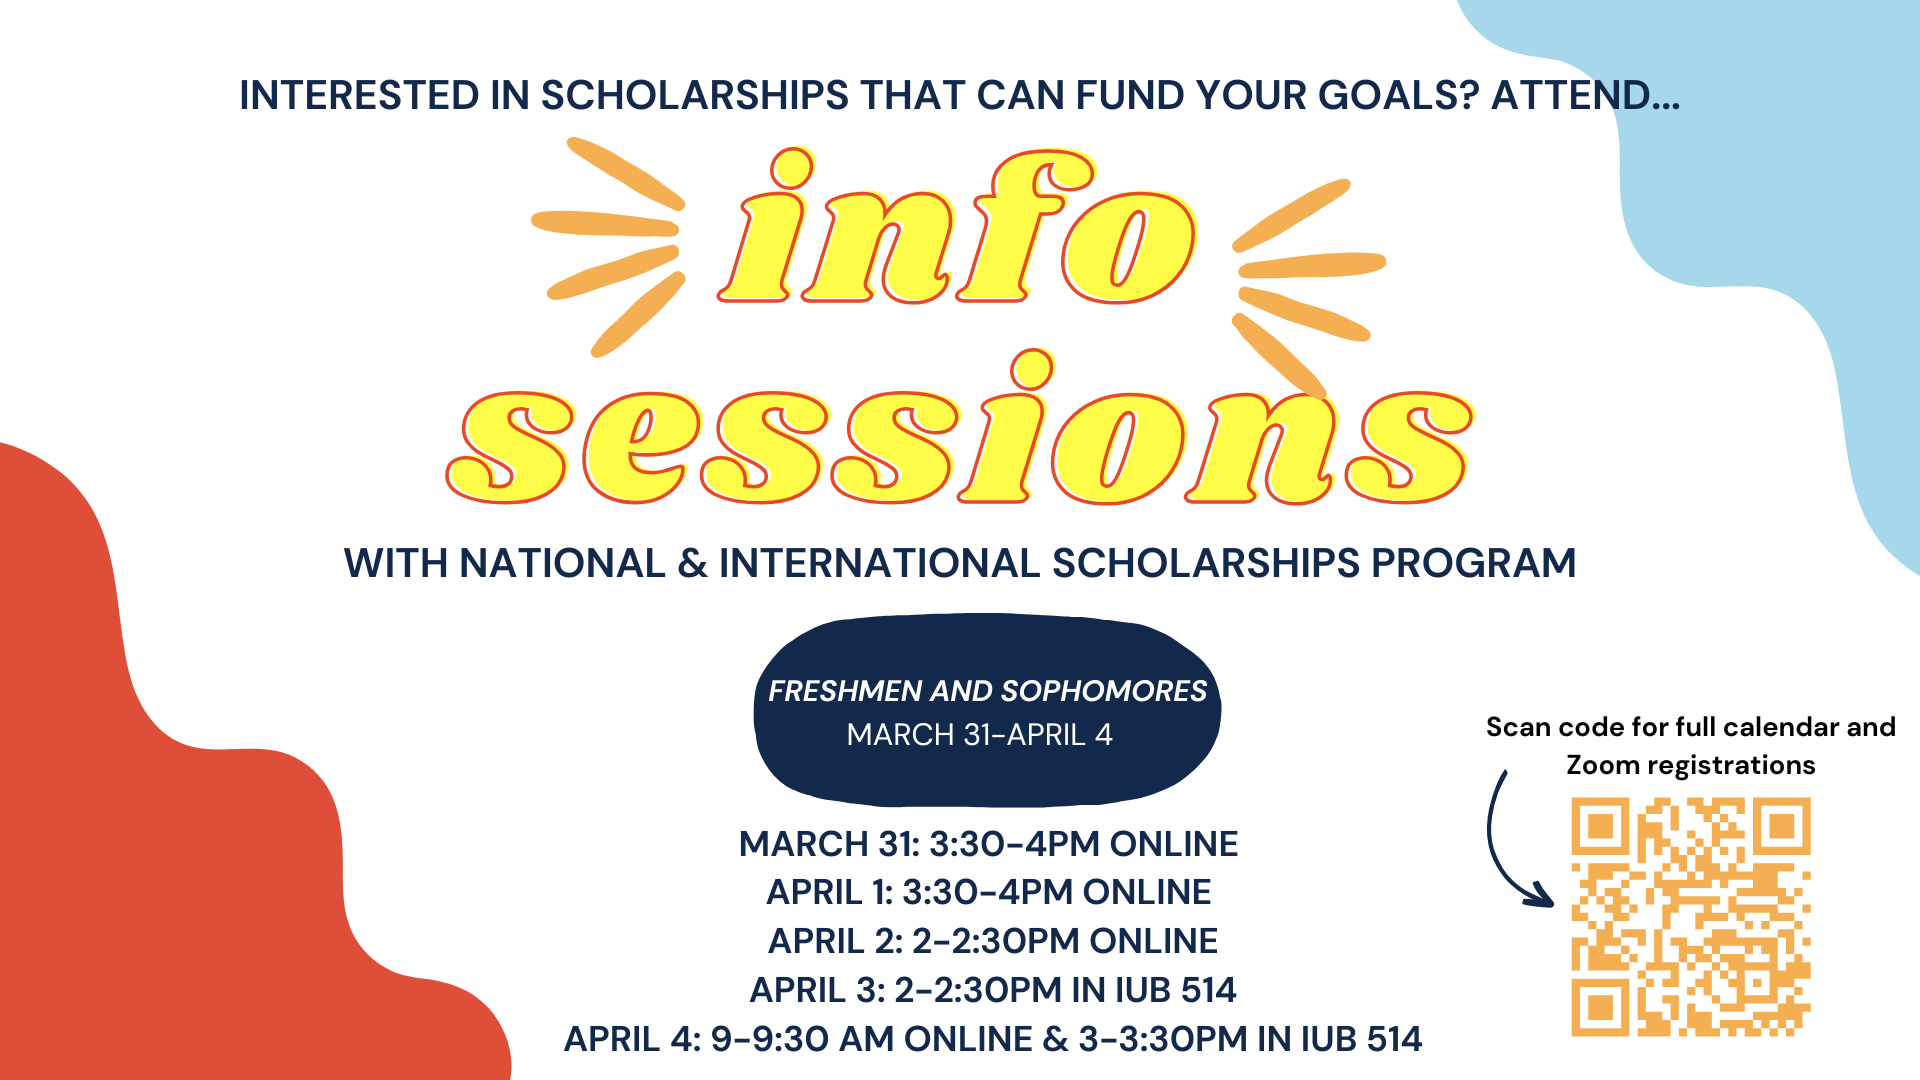 INTERESTED IN SCHOLARSHIPS THAT CAN FUND YOUR GOALS? ATTEND...
info
sessions
WITH NATIONAL & INTERNATIONAL SCHOLARSHIPS PROGRAM
FRESHMEN AND SOPHOMORES
MARCH 31-APRIL 4
MARCH 31: 3:30-4PM ONLINE
APRIL 1: 3:30-4PM ONLINE
APRIL 2: 2-2:30PM ONLINE
APRIL 3: 2-2:30PM IN IUB 514
APRIL 4: 9-9:30 AM ONLINE & 3-3:30PM IN IUB 514
Scan code for full calendar and
Zoom registrations